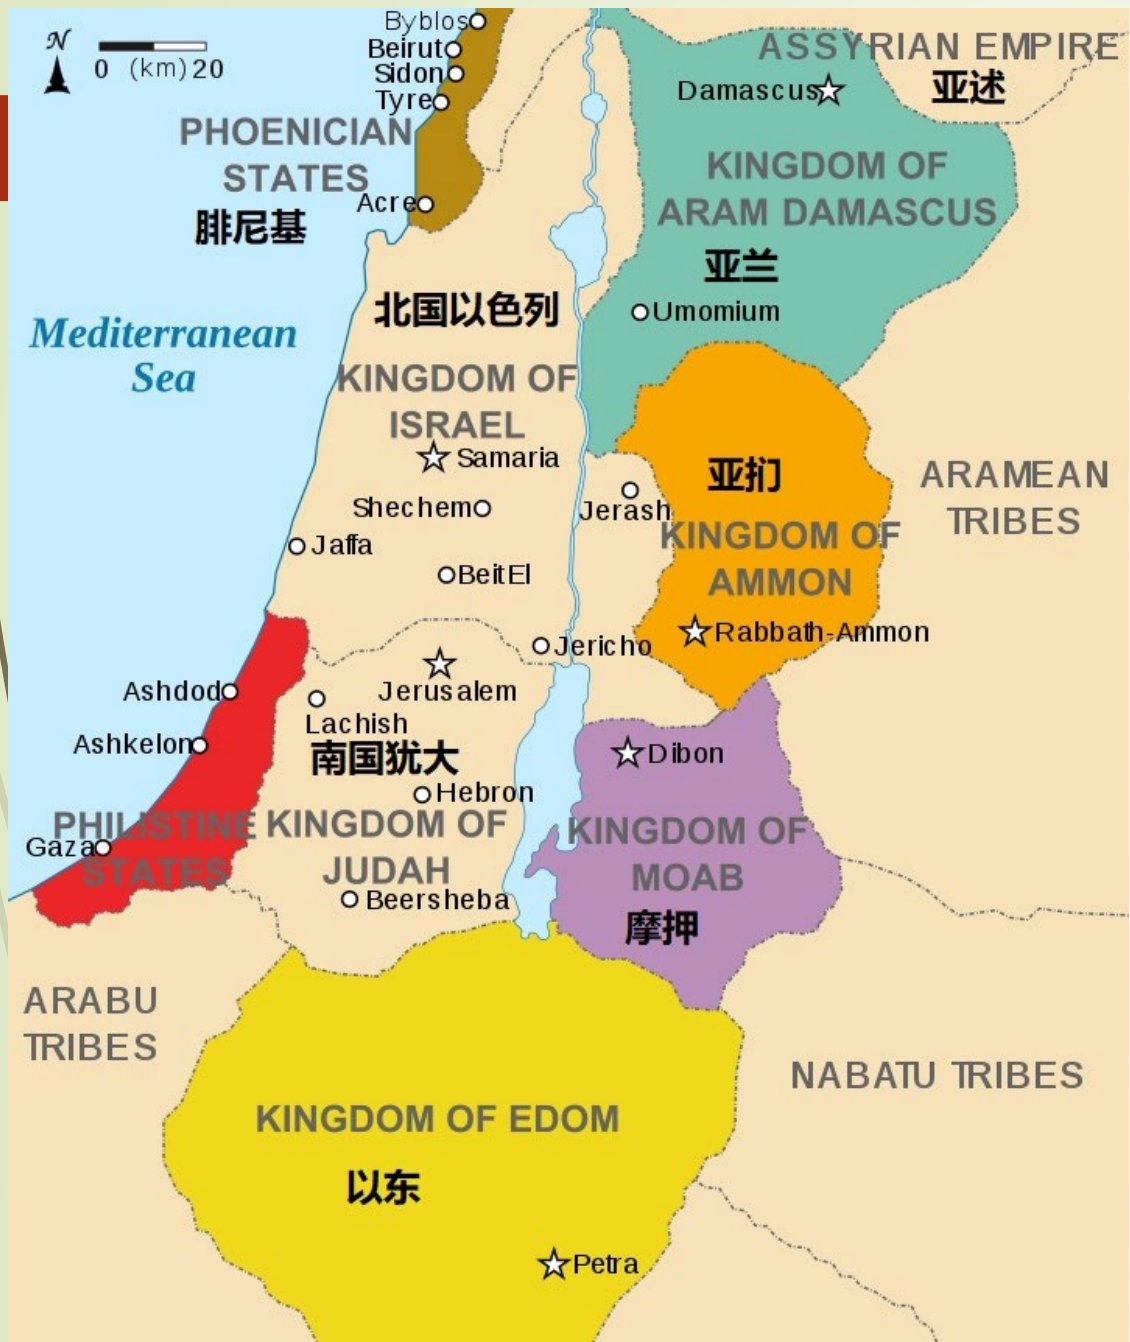 Byblos
N
Beirut
0 (km) 20
Sidon
Tyre
ASSYRIAN EMPIRE
亚述
Damascus
PHOENICIAN
STATES
腓尼基
Acre
KINGDOM OF
ARAM DAMASCUS
亚兰
Umomium
北国以色列
Mediterranean
Sea
KINGDOM OF
ISRAEL
Samaria
Shechem
Jaffa
BeitEl
Jerash
亚扪
KINGDOM OF
AMMON
Rabbath-Ammon
ARAMEAN
TRIBES
Jericho
Jerusalem
Ashdod
Lachish
Ashkelon
南国犹大
Dibon
Hebron
PHILISTINE
STATES
Gaza
KINGDOM OF
JUDAH
Beersheba
KINGDOM OF
MOAB
摩押
ARABU
TRIBES
NABATU TRIBES
KINGDOM OF EDOM
以东
Petra